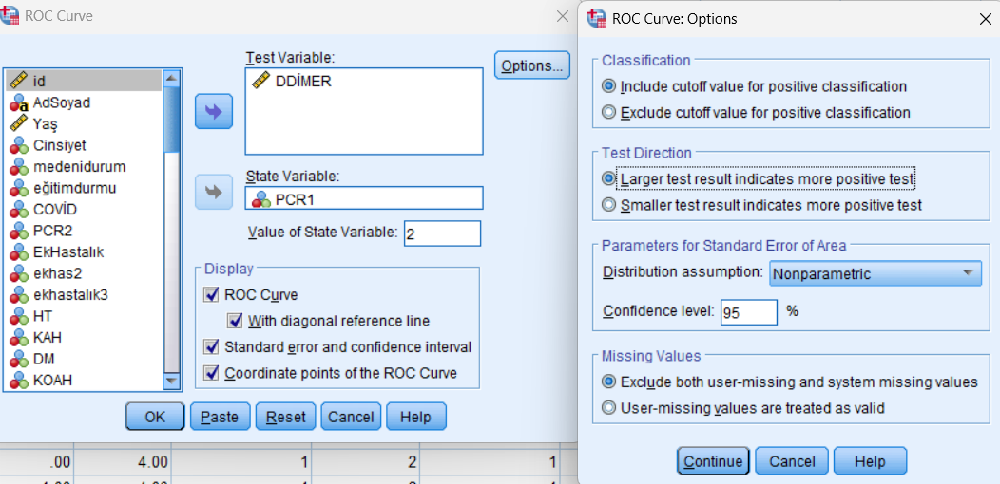 ROC Curve
Test Variable:
DDİMER
Options...
id
AdSoyad
Yaş
Cinsiyet
medenidurum
eğitimdurmu
COVİD
PCR2
EkHastalık
ekhas2
ekhastalık3
HT
KAH
DM
KOAH
State Variable:
PCR1
Value of State Variable: 2
Display
ROC Curve
With diagonal reference line
Standard error and confidence interval
Coordinate points of the ROC Curve
OK Paste Reset Cancel Help
.00 4.00 1 2 1
ROC Curve: Options
Classification
Include cutoff value for positive classification
Exclude cutoff value for positive classification
Test Direction
Larger test result indicates more positive test
Smaller test result indicates more positive test
Parameters for Standard Error of Area
Distribution assumption: Nonparametric
Confidence level: 95 %
Missing Values
Exclude both user-missing and system missing values
User-missing values are treated as valid
Continue Cancel Help